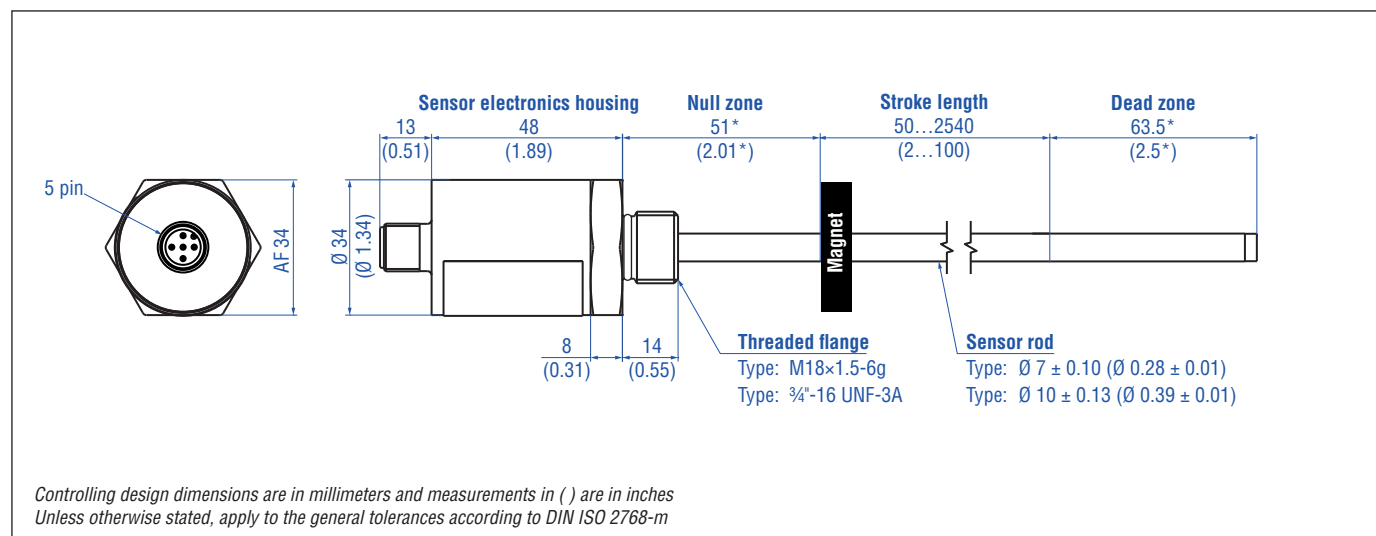 Sensor electronics housing
Null zone
Stroke length
Dead zone
13
48
51*
50…2540
63.5*
(0.51)
(1.89)
(2.01*)
(2…100)
(2.5*)
5 pin
AF 34
Ø 34
(Ø 1.34)
Magnet
8
14
(0.31)
(0.55)
Threaded flange
Type: M18×1.5-6g
Type: ¾"-16 UNF-3A
Sensor rod
Type: Ø 7 ± 0.10 (Ø 0.28 ± 0.01)
Type: Ø 10 ± 0.13 (Ø 0.39 ± 0.01)
Controlling design dimensions are in millimeters and measurements in ( ) are in inches
Unless otherwise stated, apply to the general tolerances according to DIN ISO 2768-m